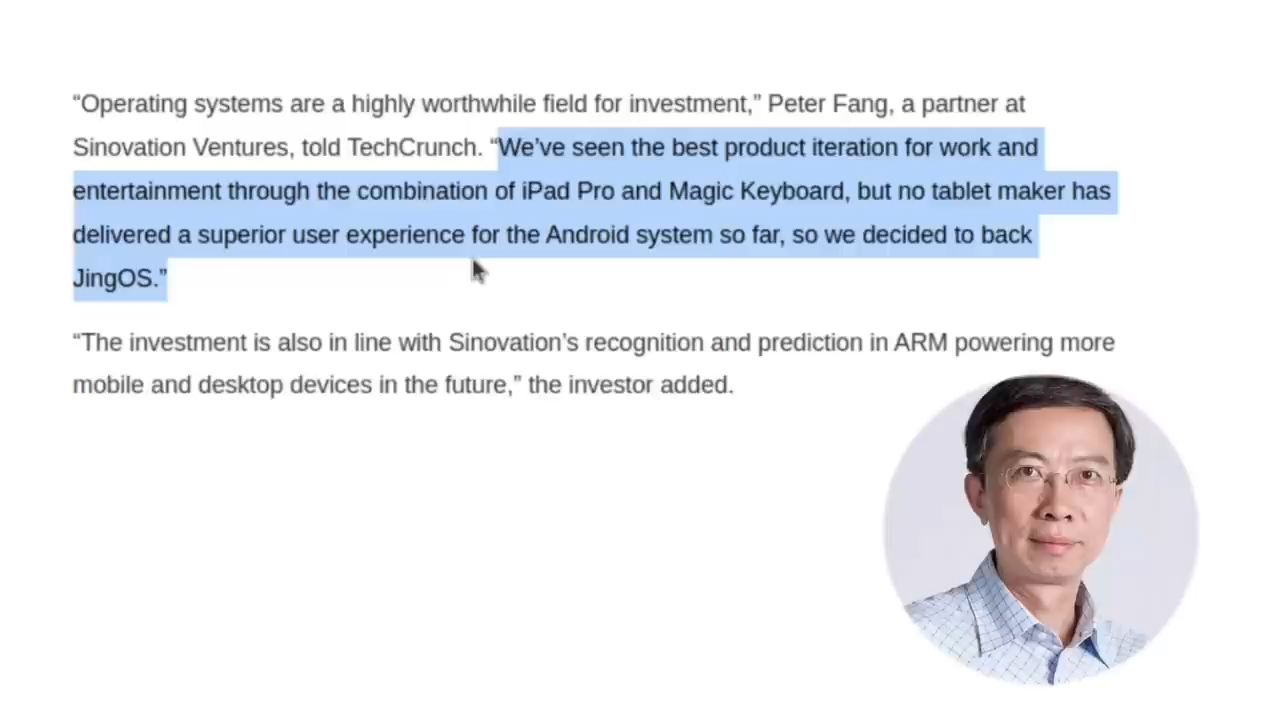 “Operating systems are a highly worthwhile field for investment,” Peter Fang, a partner at
Sinovation Ventures, told TechCrunch. “We’ve seen the best product iteration for work and
entertainment through the combination of iPad Pro and Magic Keyboard, but no tablet maker has
delivered a superior user experience for the Android system so far, so we decided to back
JingOS.”
“The investment is also in line with Sinovation’s recognition and prediction in ARM powering more
mobile and desktop devices in the future,” the investor added.